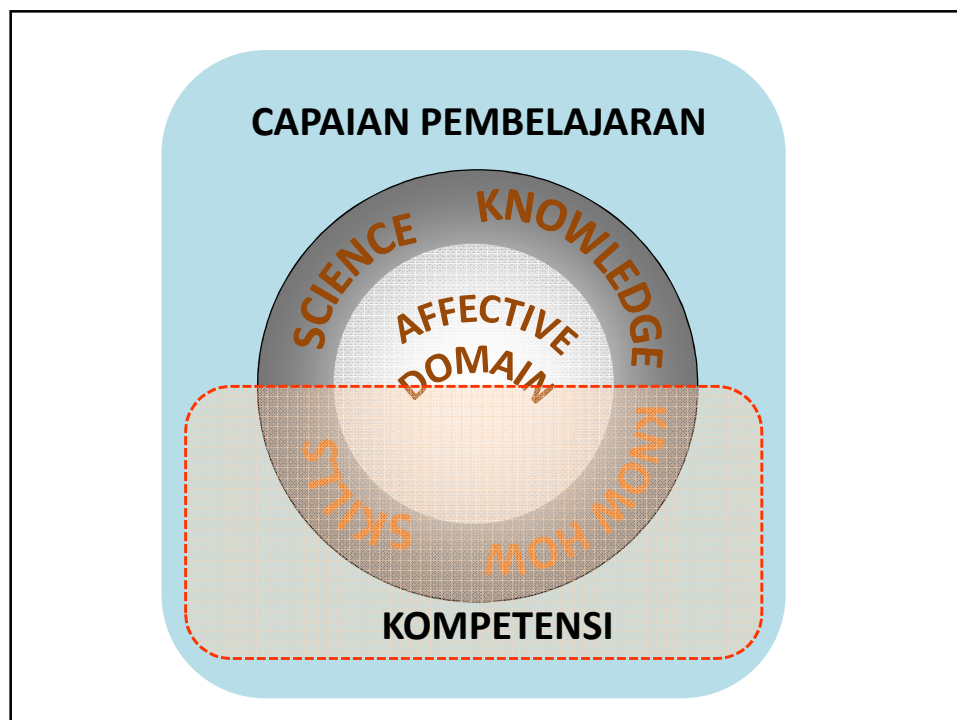 CAPAIAN PEMBELAJARAN
SCIENCE
KNOWLEDGE
AFFECTIVE
DOMAIN
SKILLS
KNOW HOW
KOMPETENSI